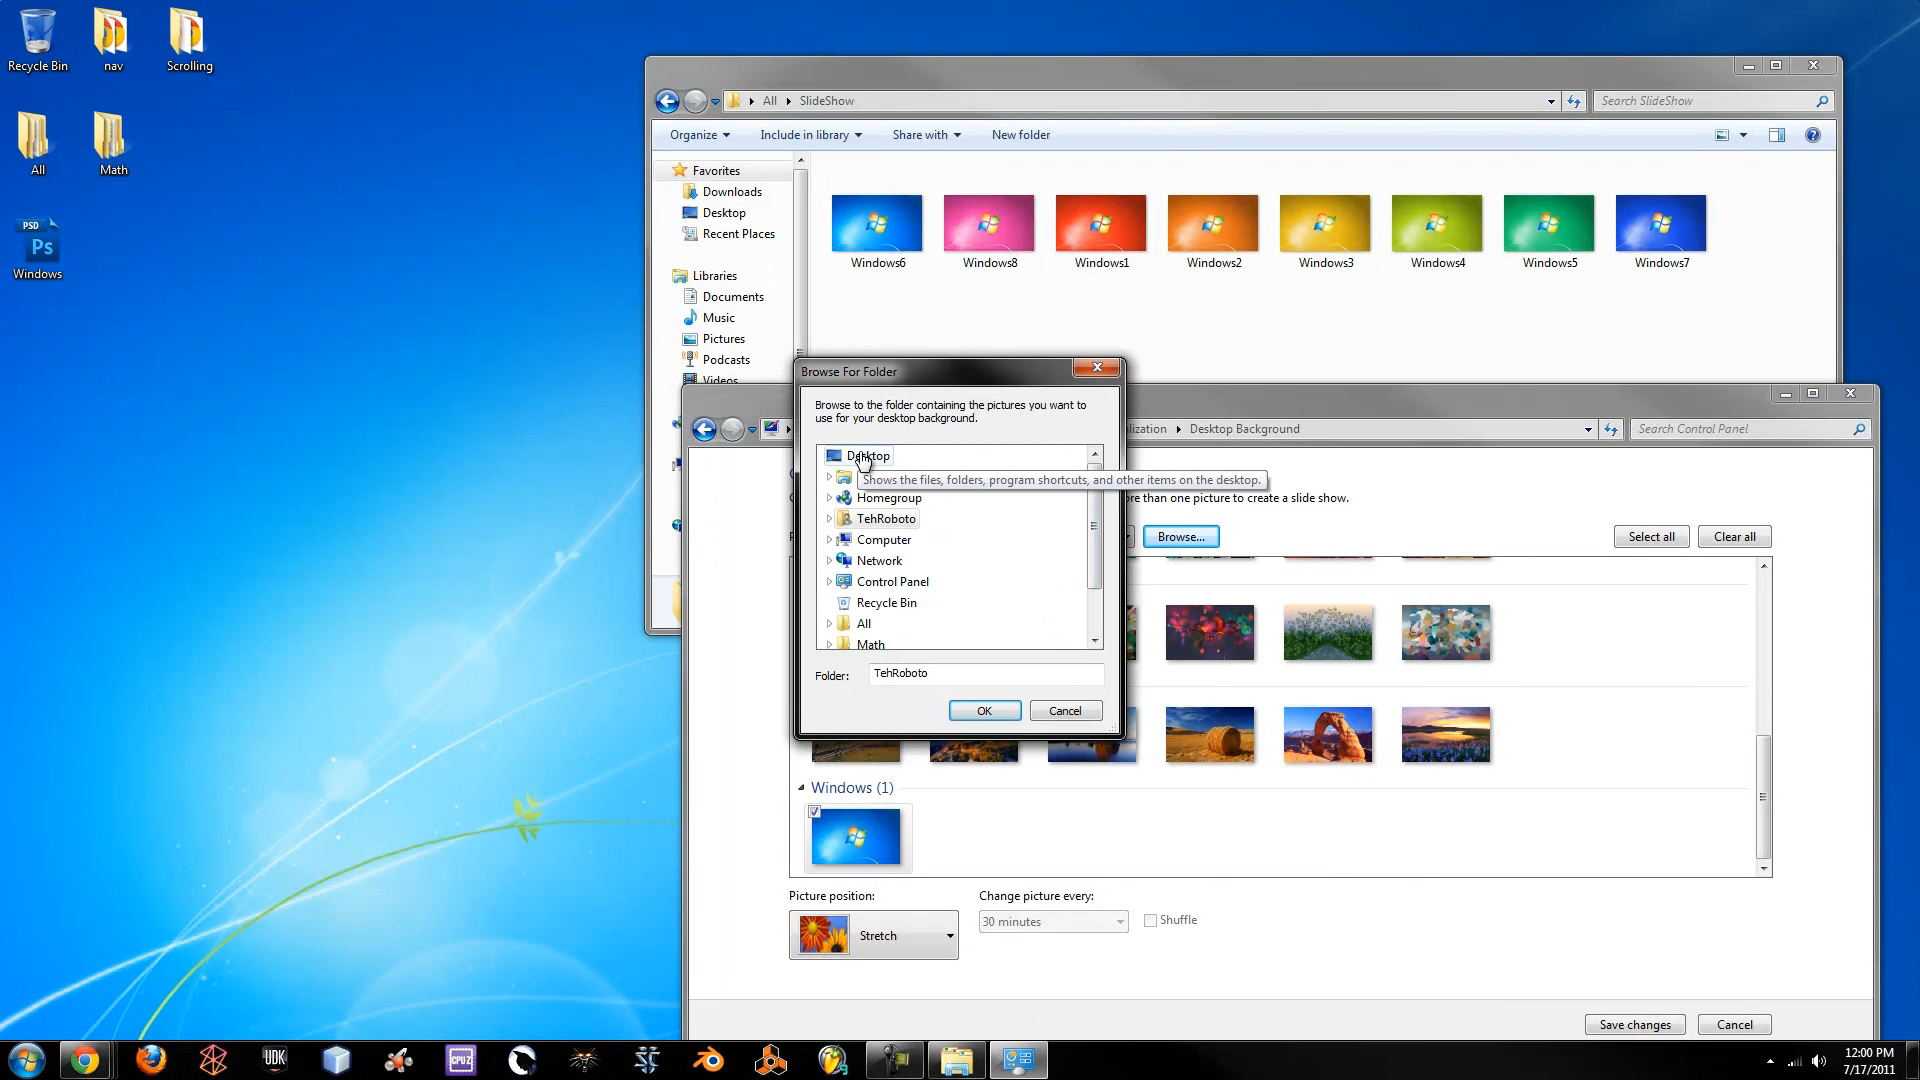 Recycle Bin
nav
Scrolling
All
Math
PSD
Ps
Windows
All
SlideShow
Search SlideShow
Organize
Include in library
Share with
New folder
Favorites
Downloads
Desktop
Recent Places
Libraries
Documents
Music
Pictures
Podcasts
Videos
Windows6
Windows8
Windows1
Windows2
Windows3
Windows4
Windows5
Windows7
Browse For Folder
Browse to the folder containing the pictures you want to
use for your desktop background.
Desktop
Shows the files, folders, program shortcuts, and other items on the desktop.
Homegroup
TehRoboto
Computer
Network
Control Panel
Recycle Bin
All
Math
Folder:
TehRoboto
OK
Cancel
Desktop Background
Search Control Panel
than one picture to create a slide show.
Browse...
Select all
Clear all
Windows (1)
Picture position:
Stretch
Change picture every:
30 minutes
Shuffle
Save changes
Cancel
UDK
CPU-Z
12:00 PM
7/17/2011